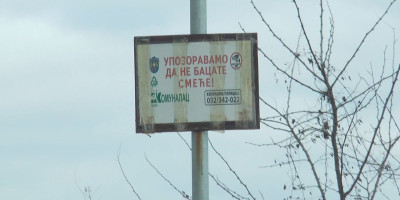 УПОЗОРАВАМО
ДА НЕ БАЦАТЕ
СМЕЋЕ!
КОМУНАЛАЦ
032/342-022